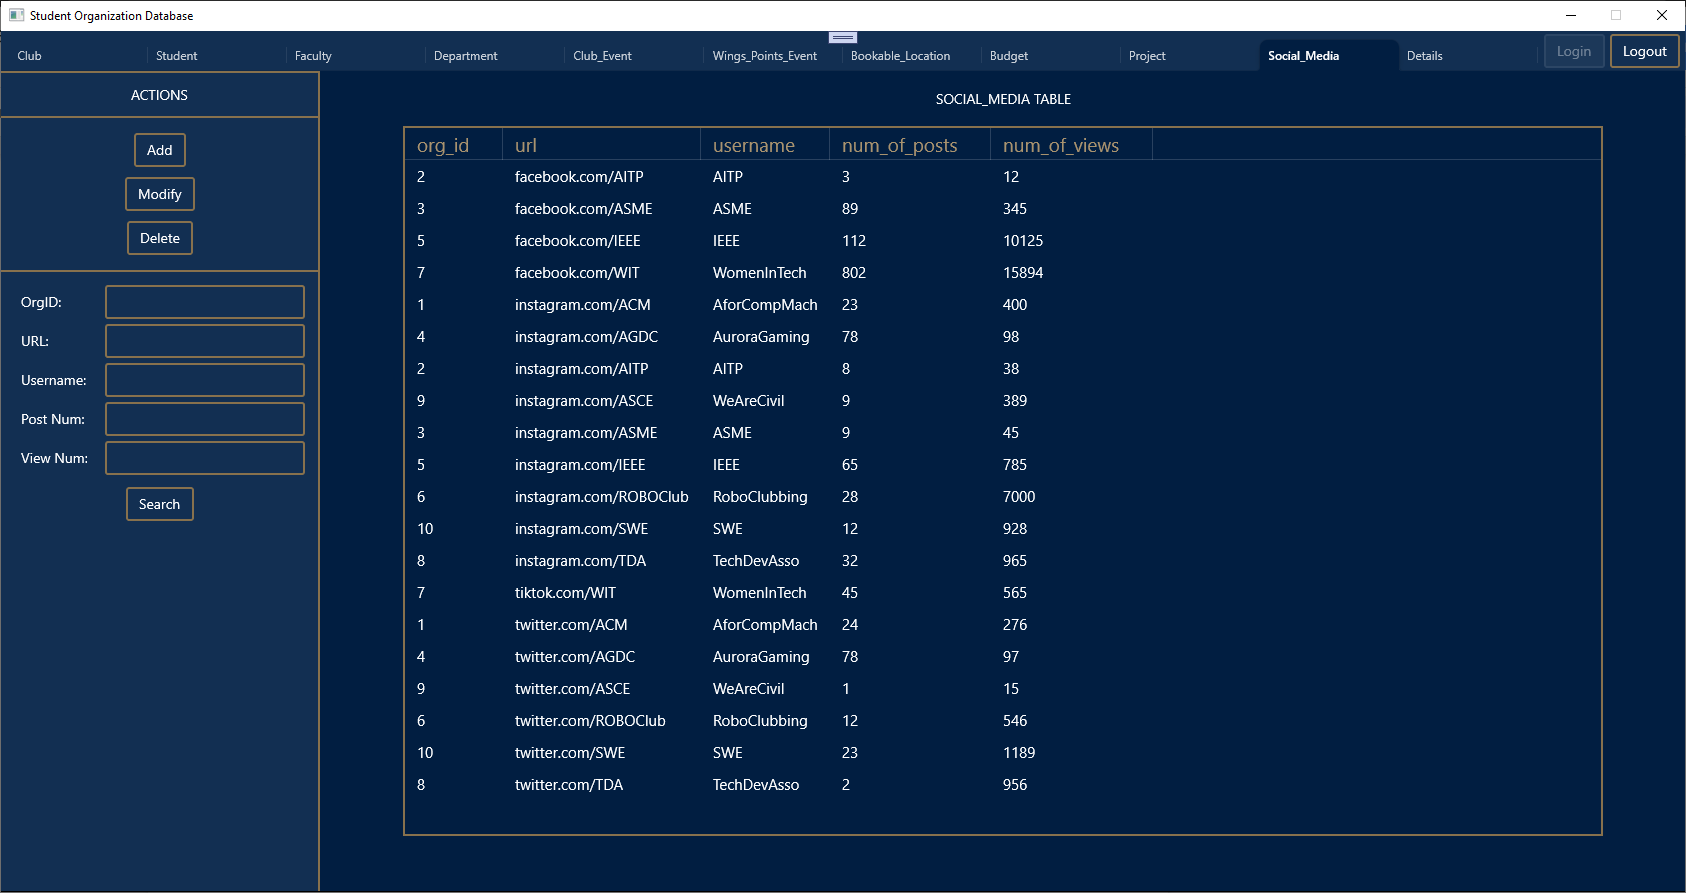 Student Organization Database
Club Student Faculty Department Club_Event Wings_Points_Event Bookable_Location Budget Project Social_Media Details Login Logout
ACTIONS
Add
Modify
Delete
OrgID:
URL:
Username:
Post Num:
View Num:
Search
SOCIAL_MEDIA TABLE
org_id url username num_of_posts num_of_views
2 facebook.com/AITP AITP 3 12
3 facebook.com/ASME ASME 89 345
5 facebook.com/IEEE IEEE 112 10125
7 facebook.com/WIT WomenInTech 802 15894
1 instagram.com/ACM AforCompMach 23 400
4 instagram.com/AGDC AuroraGaming 78 98
2 instagram.com/AITP AITP 8 38
9 instagram.com/ASCE WeAreCivil 9 389
3 instagram.com/ASME ASME 9 45
5 instagram.com/IEEE IEEE 65 785
6 instagram.com/ROBOClub RoboClubbing 28 7000
10 instagram.com/SWE SWE 12 928
8 instagram.com/TDA TechDevAsso 32 965
7 tiktok.com/WIT WomenInTech 45 565
1 twitter.com/ACM AforCompMach 24 276
4 twitter.com/AGDC AuroraGaming 78 97
9 twitter.com/ASCE WeAreCivil 1 15
6 twitter.com/ROBOClub RoboClubbing 12 546
10 twitter.com/SWE SWE 23 1189
8 twitter.com/TDA TechDevAsso 2 956